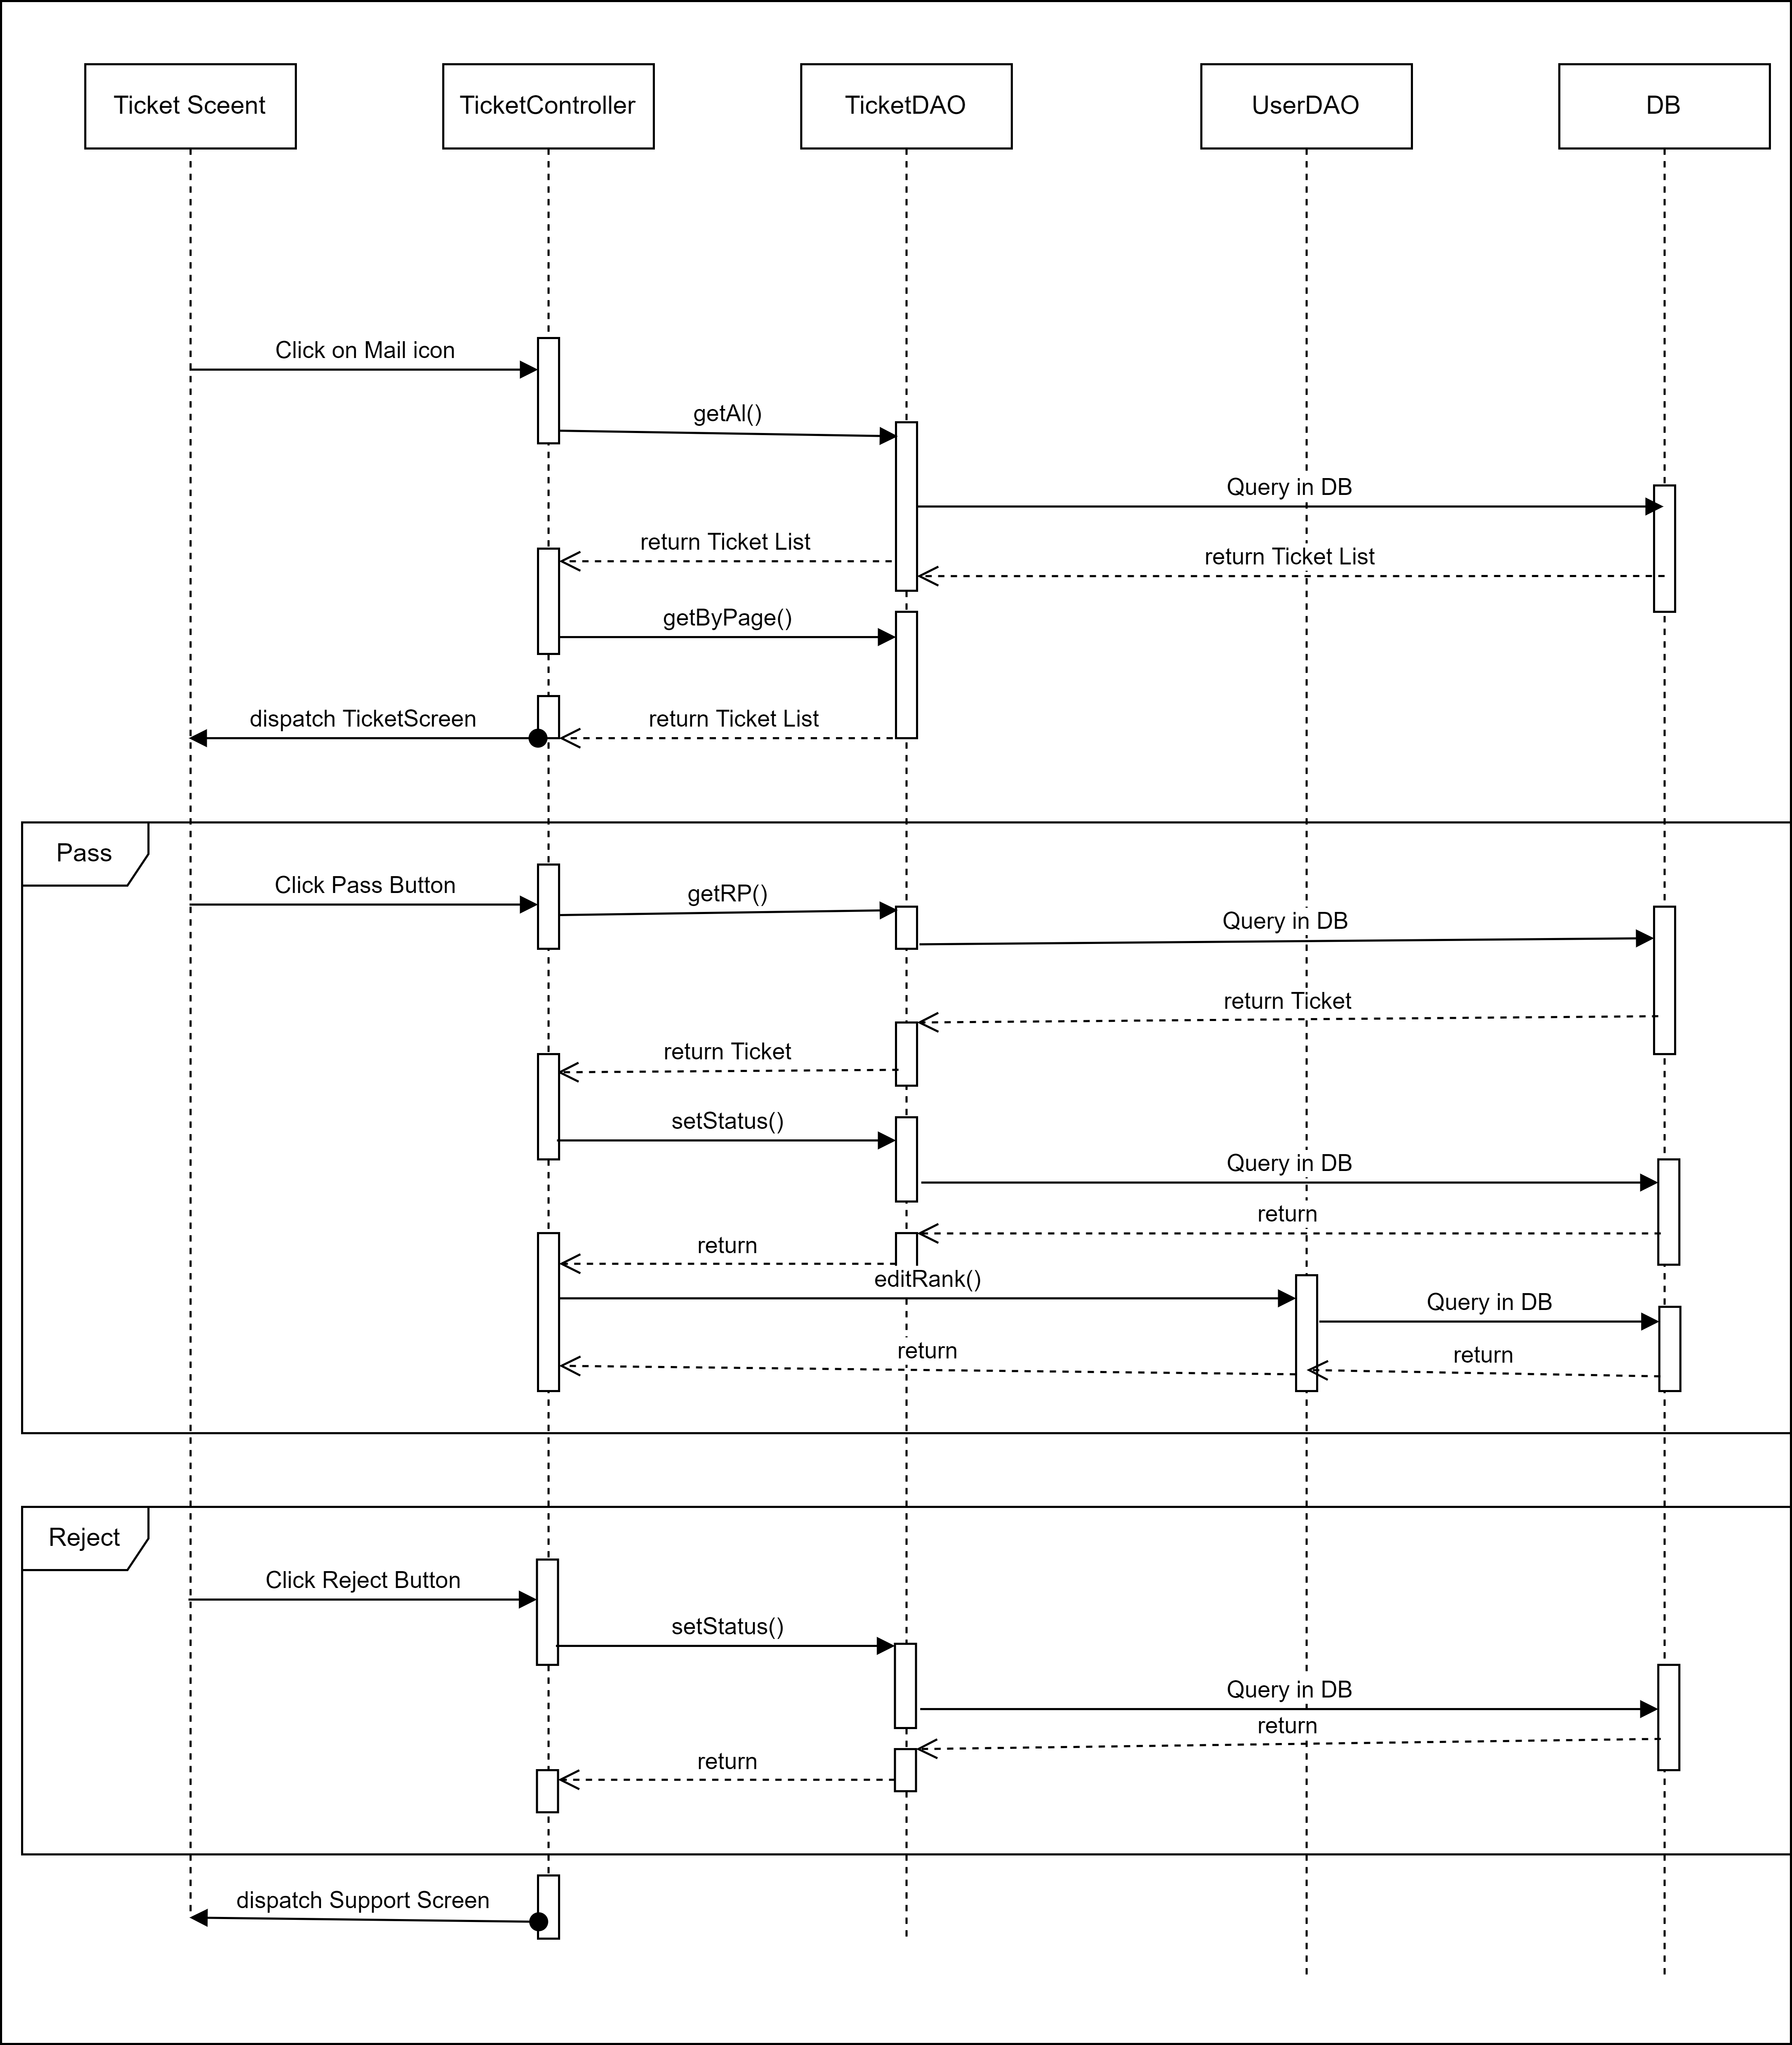 Ticket Sceent
TicketController
TicketDAO
UserDAO
DB
Click on Mail icon
getAl()
Query in DB
return Ticket List
return Ticket List
getByPage()
dispatch TicketScreen
return Ticket List
Pass
Click Pass Button
getRP()
Query in DB
return Ticket
return Ticket
setStatus()
Query in DB
return
return
editRank()
Query in DB
return
return
Reject
Click Reject Button
setStatus()
Query in DB
return
return
dispatch Support Screen